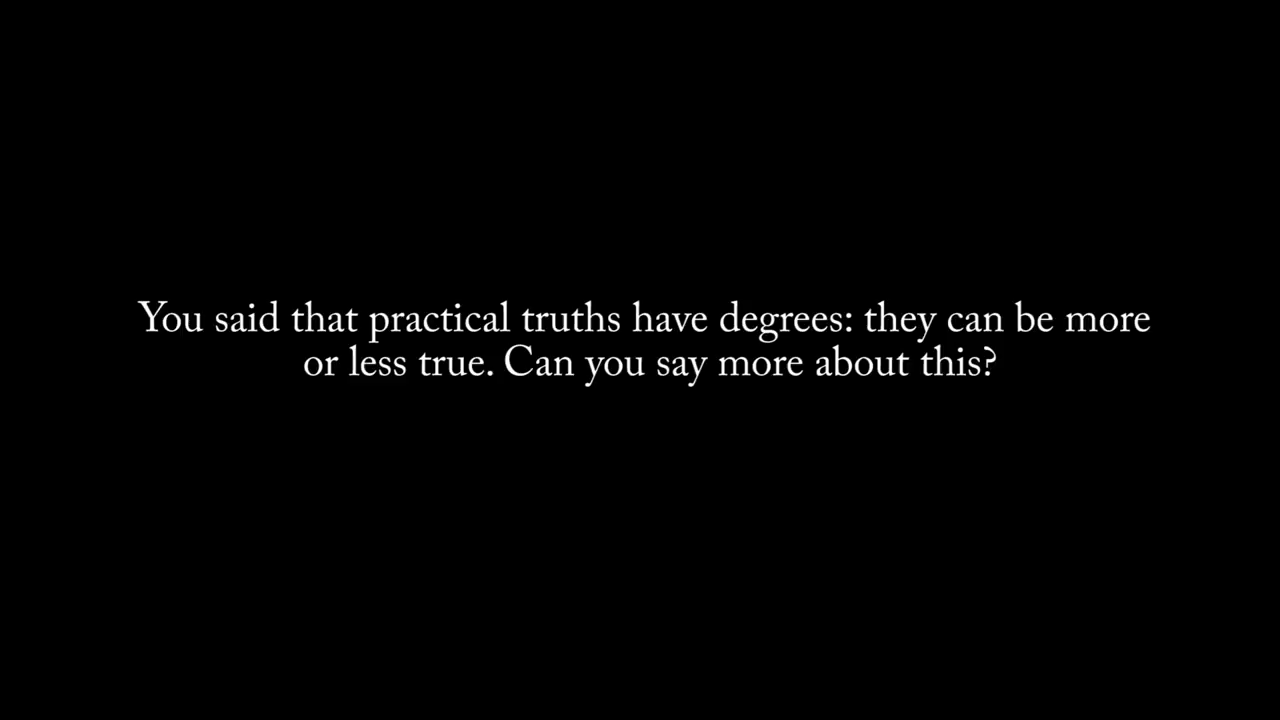 You said that practical truths have degrees: they can be more
or less true. Can you say more about this?